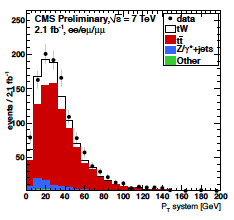 CMS Preliminary, √s = 7 TeV
2.1 fb⁻¹, ee/eμ/μμ
data
tW
tt̄
Z/γ*+jets
Other
events / 2.1 fb⁻¹
250
200
150
100
50
0 20 40 60 80 100 120 140 160 180 200
P_T system [GeV]